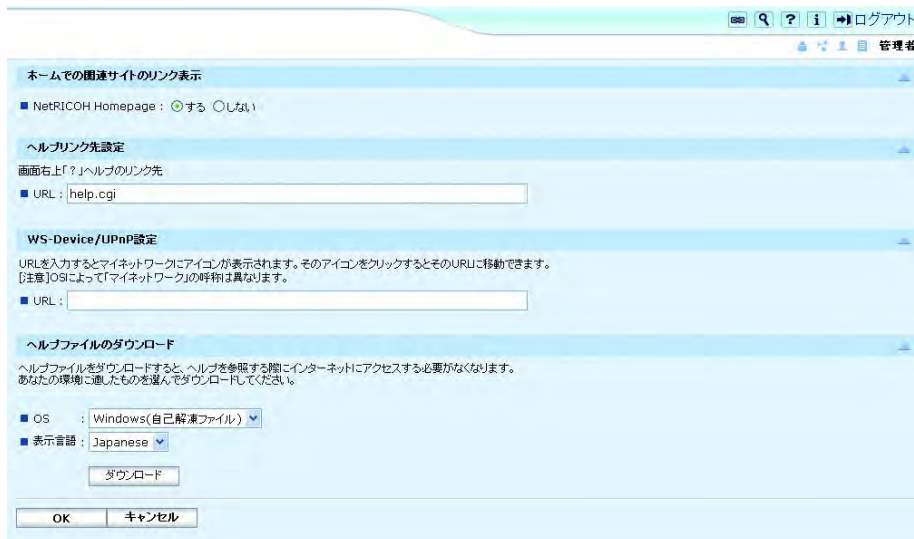 ? i ログアウト
管理者
ホームでの関連サイトのリンク表示
NetRICOH Homepage : する しない
ヘルプリンク先設定
画面右上「?」ヘルプのリンク先
URL : help.cgi
WS-Device/UPnP設定
URLを入力するとマイネットワークにアイコンが表示されます。そのアイコンをクリックするとそのURLに移動できます。
[注意]OSによって「マイネットワーク」の呼称は異なります。
URL :
ヘルプファイルのダウンロード
ヘルプファイルをダウンロードすると、ヘルプを参照する際にインターネットにアクセスする必要がなくなります。
あなたの環境に適したものを選んでダウンロードしてください。
OS : Windows(自己解凍ファイル)
表示言語 : Japanese
ダウンロード
OK キャンセル